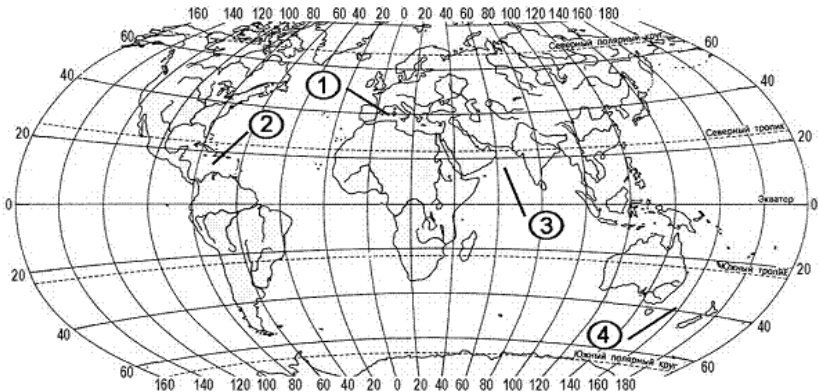 160 140 120 100 80 60 40 20 0 20 40 60 80 100 120 140 160 180
60 Северный полярный круг 60
40 1 40
2
20 Северный тропик 20
0 Экватор 0
3
20 Южный тропик 20
40 4 40
60 Южный полярный круг 60
140 120 100 80 60 40 20 0 20 40 60 80 100 120 140 160 180